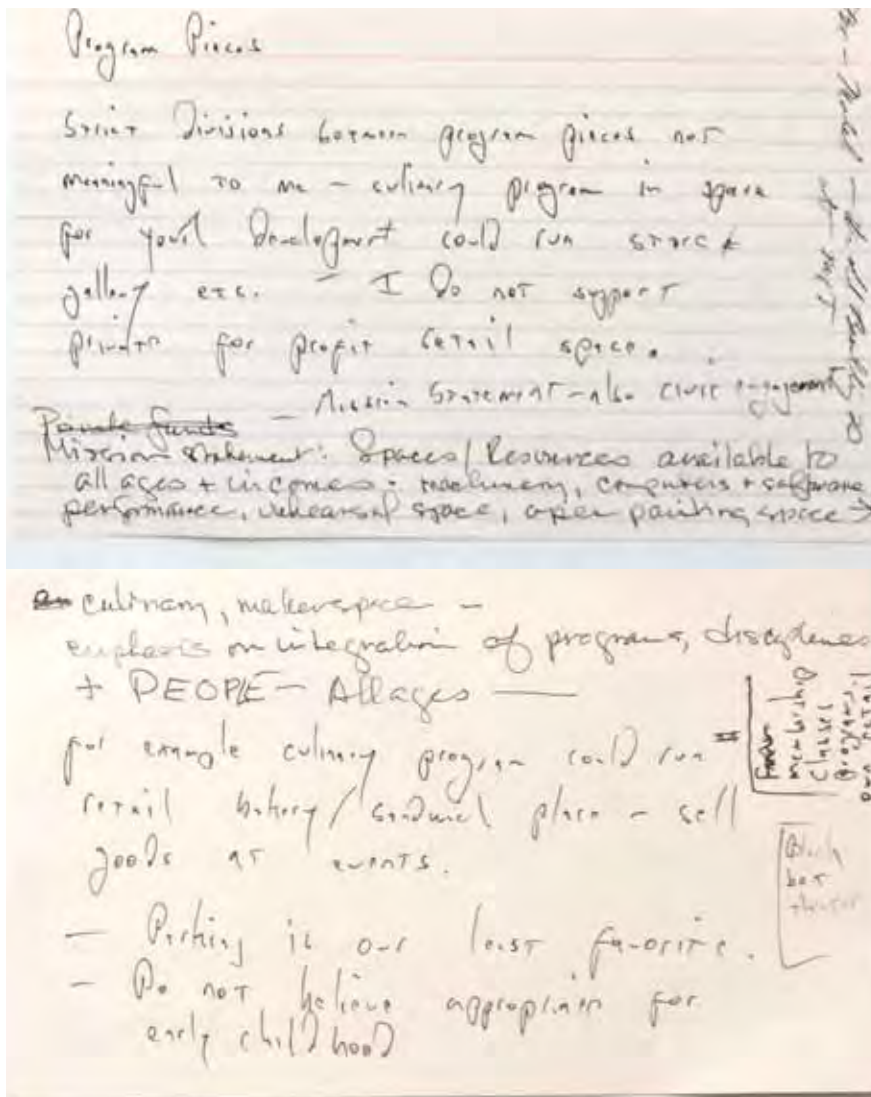 Program Pieces
Strict Divisions between program pieces not
meaningful to me - culinary program in space
for youth Development could run store &
gallery etc. - I Do not support
private for profit retail space.
- Mission Statement - also civic engagement
Private funds
Mission statement: Spaces/Resources available to
all ages + incomes - machinery, computers + software
performance, rehearsal space, open painting space →
culinary, makerspace -
emphasis on integration of programs, disciplines
+ PEOPLE - All ages
for example culinary program could run
retail bakery/sandwich place - sell
goods at events.
- Parking is our least favorite.
- Do not believe appropriate for
early childhood
membership
classes
programs
own retail
Black
box
theater